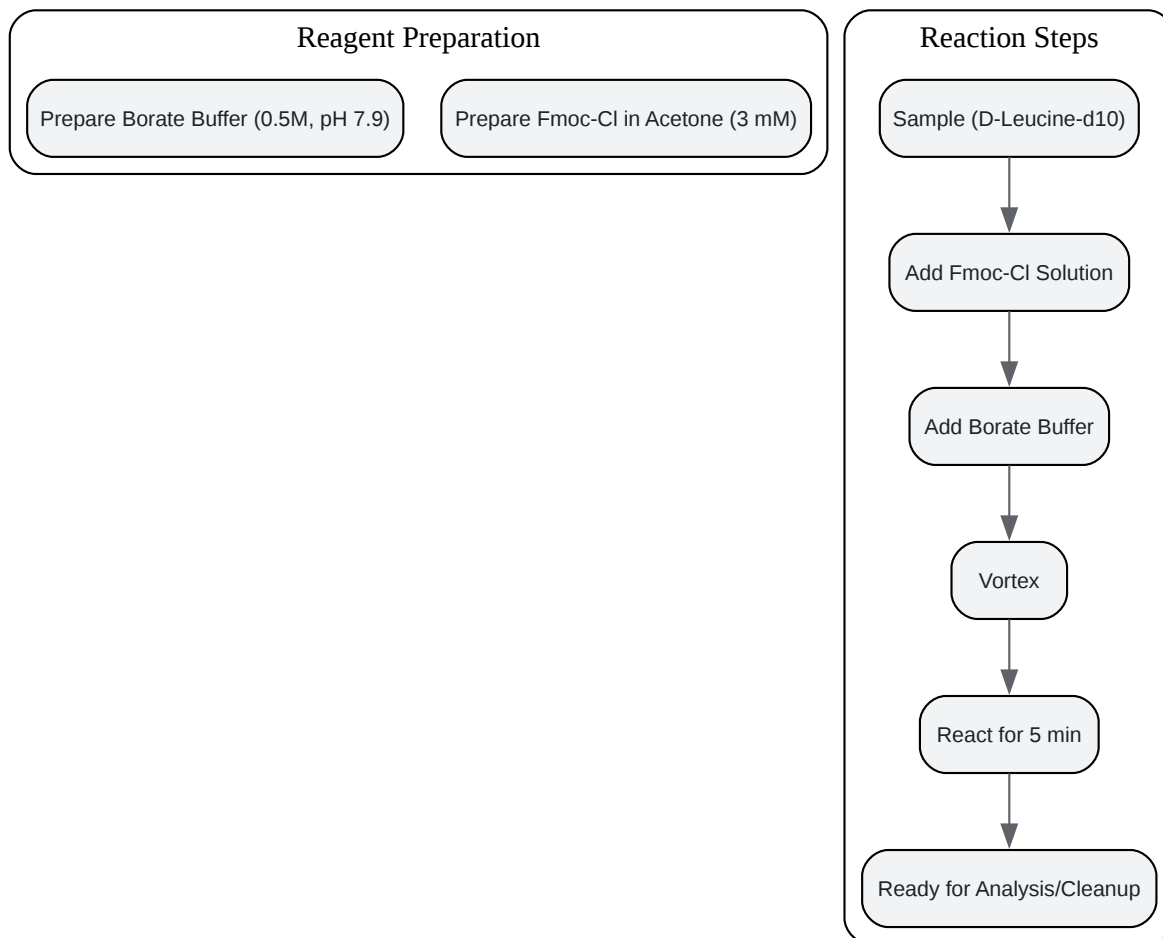 Reagent Preparation
Prepare Borate Buffer (0.5M, pH 7.9)
Prepare Fmoc-Cl in Acetone (3 mM)
Reaction Steps
Sample (D-Leucine-d10)
Add Fmoc-Cl Solution
Add Borate Buffer
Vortex
React for 5 min
Ready for Analysis/Cleanup